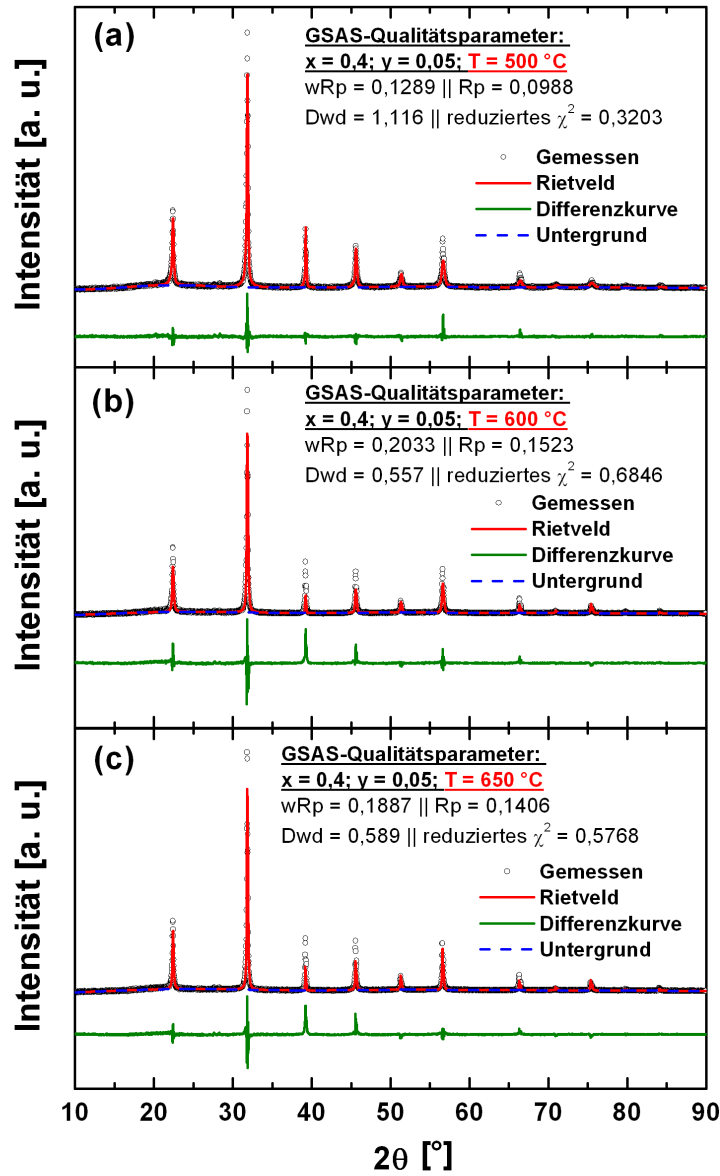 (a)
GSAS-Qualitätsparameter:
x = 0,4; y = 0,05; T = 500 °C
wRp = 0,1289 || Rp = 0,0988
Dwd = 1,116 || reduziertes χ² = 0,3203
Gemessen
Rietveld
Differenzkurve
Untergrund
Intensität [a. u.]
(b)
GSAS-Qualitätsparameter:
x = 0,4; y = 0,05; T = 600 °C
wRp = 0,2033 || Rp = 0,1523
Dwd = 0,557 || reduziertes χ² = 0,6846
Gemessen
Rietveld
Differenzkurve
Untergrund
Intensität [a. u.]
(c)
GSAS-Qualitätsparameter:
x = 0,4; y = 0,05; T = 650 °C
wRp = 0,1887 || Rp = 0,1406
Dwd = 0,589 || reduziertes χ² = 0,5768
Gemessen
Rietveld
Differenzkurve
Untergrund
Intensität [a. u.]
10 20 30 40 50 60 70 80 90
2θ [°]